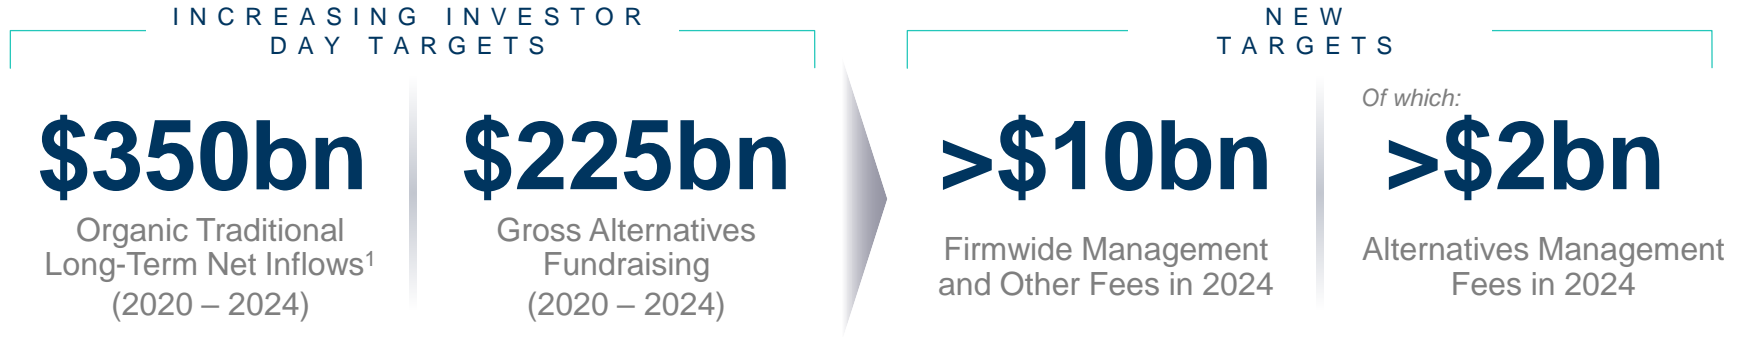 INCREASING INVESTOR
DAY TARGETS
$350bn
Organic Traditional
Long-Term Net Inflows¹
(2020 – 2024)
$225bn
Gross Alternatives
Fundraising
(2020 – 2024)
NEW
TARGETS
>$10bn
Firmwide Management
and Other Fees in 2024
Of which:
>$2bn
Alternatives Management
Fees in 2024